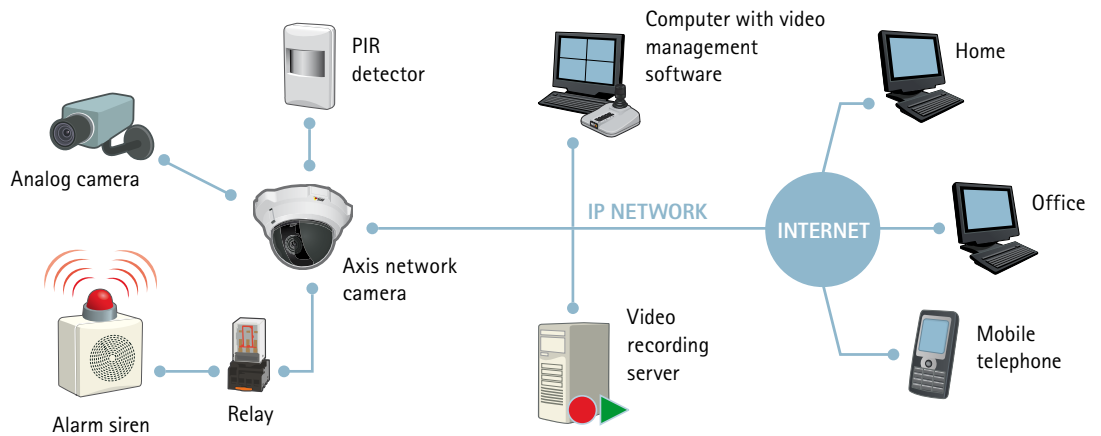 PIR
detector
Computer with video
management
software
Home
Analog camera
IP NETWORK
INTERNET
Office
Axis network
camera
Alarm siren
Relay
Video
recording
server
Mobile
telephone